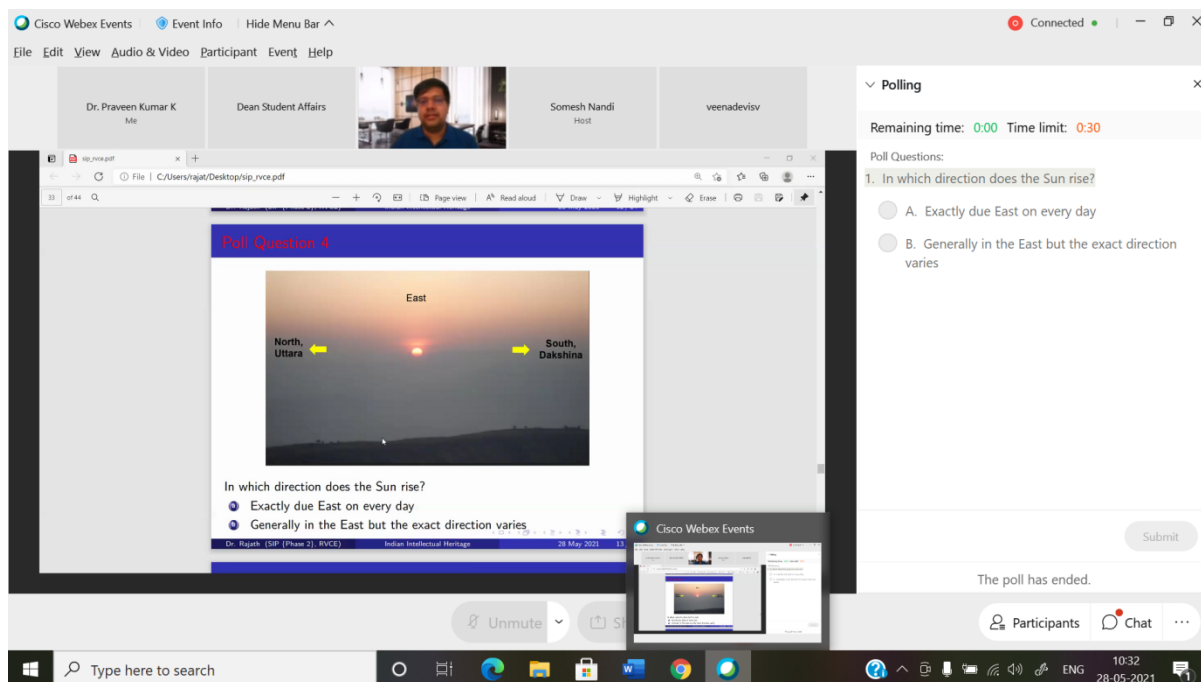 Cisco Webex Events
Event Info
Hide Menu Bar
Connected
File Edit View Audio & Video Participant Event Help
Dr. Praveen Kumar K
Me
Dean Student Affairs
Somesh Nandi
Host
veenadevisv
sip_rvce.pdf
File | C:/Users/rajat/Desktop/sip_rvce.pdf
33 of 44
Page view
Read aloud
Draw
Highlight
Erase
Poll Question 4
East
North,
Uttara
South,
Dakshina
In which direction does the Sun rise?
Exactly due East on every day
Generally in the East but the exact direction varies
Dr. Rajath (SIP (Phase 2), RVCE)
Indian Intellectual Heritage
28 May 2021
Polling
Remaining time: 0:00 Time limit: 0:30
Poll Questions:
1. In which direction does the Sun rise?
A. Exactly due East on every day
B. Generally in the East but the exact direction
varies
Submit
The poll has ended.
Cisco Webex Events
Unmute
Participants
Chat
Type here to search
ENG
10:32
28-05-2021